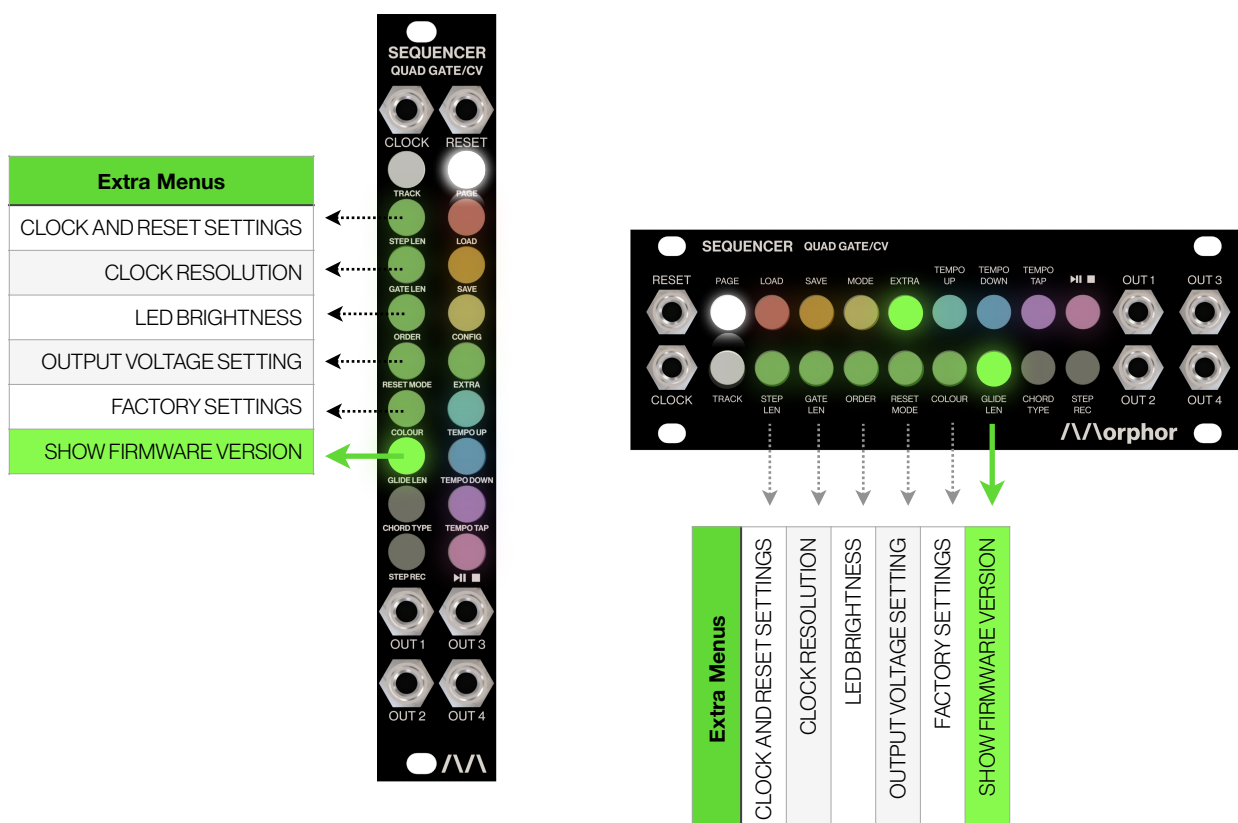 SEQUENCER
QUAD GATE/CV
CLOCK RESET
TRACK PAGE
STEP LEN LOAD
GATE LEN SAVE
ORDER CONFIG
RESET MODE EXTRA
COLOUR TEMPO UP
GLIDE LEN TEMPO DOWN
CHORD TYPE TEMPO TAP
STEP REC
OUT 1 OUT 3
OUT 2 OUT 4
Extra Menus
CLOCK AND RESET SETTINGS
CLOCK RESOLUTION
LED BRIGHTNESS
OUTPUT VOLTAGE SETTING
FACTORY SETTINGS
SHOW FIRMWARE VERSION
SEQUENCER QUAD GATE/CV
RESET PAGE LOAD SAVE MODE EXTRA TEMPO UP TEMPO DOWN TEMPO TAP OUT 1 OUT 3
CLOCK TRACK STEP LEN GATE LEN ORDER RESET MODE COLOUR GLIDE LEN CHORD TYPE STEP REC OUT 2 OUT 4
/\/\orphor
Extra Menus
CLOCK AND RESET SETTINGS
CLOCK RESOLUTION
LED BRIGHTNESS
OUTPUT VOLTAGE SETTING
FACTORY SETTINGS
SHOW FIRMWARE VERSION